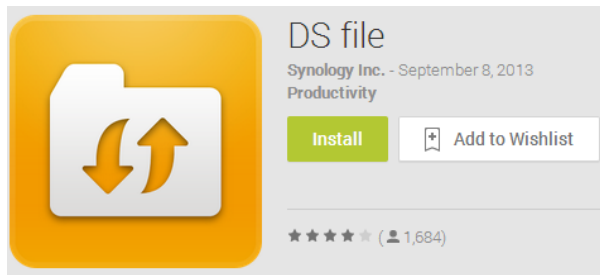 DS file
Synology Inc. - September 8, 2013
Productivity
Install
Add to Wishlist
(1,684)